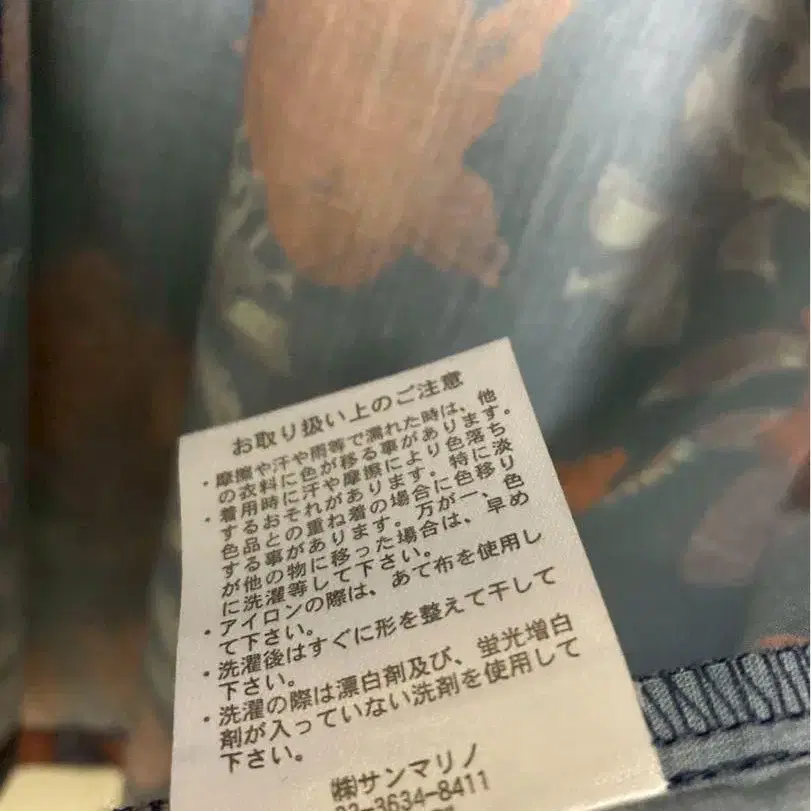 お取り扱い上のご注意
・摩擦や汗や雨等で濡れた時は、他
の衣料に色が移る事があります。
・着用時に汗や摩擦により色落ち
するおそれがあります。特に淡
色品との重ね着の場合に色移り
する事があります。万が一、色
が他の物に移った場合は、早め
に洗濯等して下さい。
・アイロンの際は、あて布を使用し
て下さい。
・洗濯後はすぐに形を整えて干して
下さい。
・洗濯の際は漂白剤及び、蛍光増白
剤が入っていない洗剤を使用して
下さい。
㈱サンマリノ
03-3634-8411